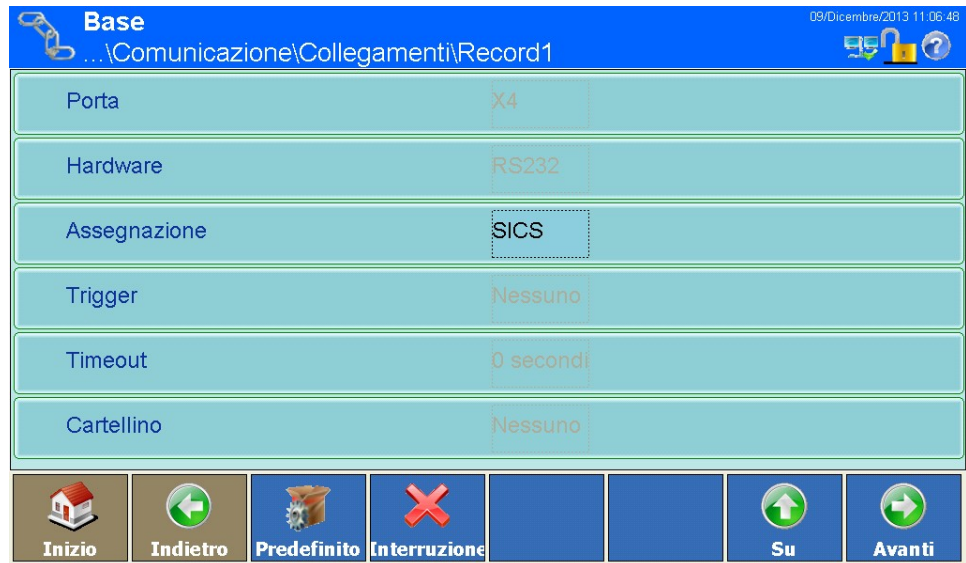 Base
09/Dicembre/2013 11:06:48
...\Comunicazione\Collegamenti\Record1
Porta X4
Hardware RS232
Assegnazione SICS
Trigger Nessuno
Timeout 0 secondi
Cartellino Nessuno
Inizio Indietro Predefinito Interruzione Su Avanti